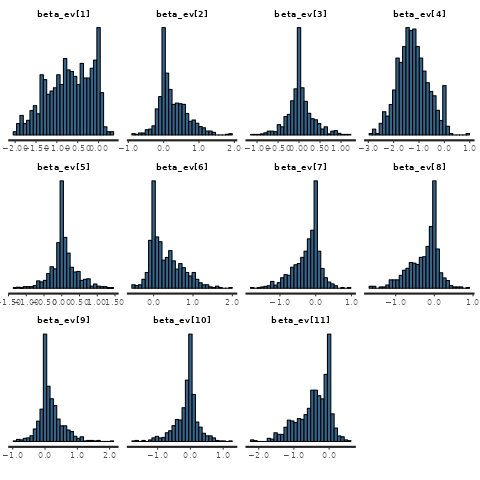 beta_ev[1] beta_ev[2] beta_ev[3] beta_ev[4]
-2.0 -1.5 -1.0 -0.5 0.0 -1.0 0.0 1.0 2.0 -1.0 -0.5 0.0 0.5 1.0 -3.0 -2.0 -1.0 0.0 1.0
beta_ev[5] beta_ev[6] beta_ev[7] beta_ev[8]
-1.5 -1.0 -0.5 0.0 0.5 1.0 1.50 0.0 1.0 2.0 -1.0 0.0 1.0 -1.0 0.0 1.0
beta_ev[9] beta_ev[10] beta_ev[11]
-1.0 0.0 1.0 2.0 -1.0 0.0 1.0 -2.0 -1.0 0.0